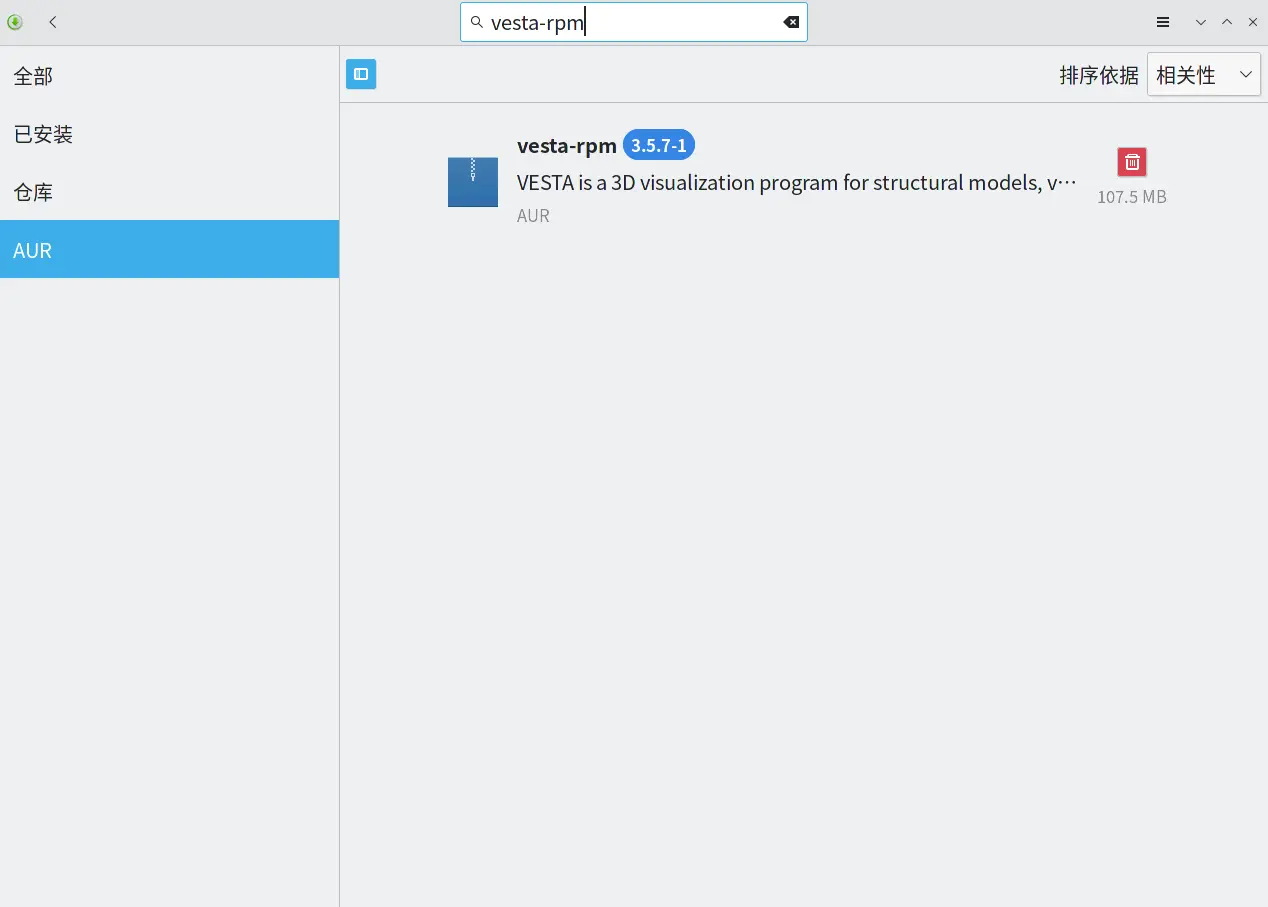 vesta-rpm
全部
已安装
仓库
AUR
排序依据 相关性
vesta-rpm 3.5.7-1
VESTA is a 3D visualization program for structural models, v…
AUR
107.5 MB